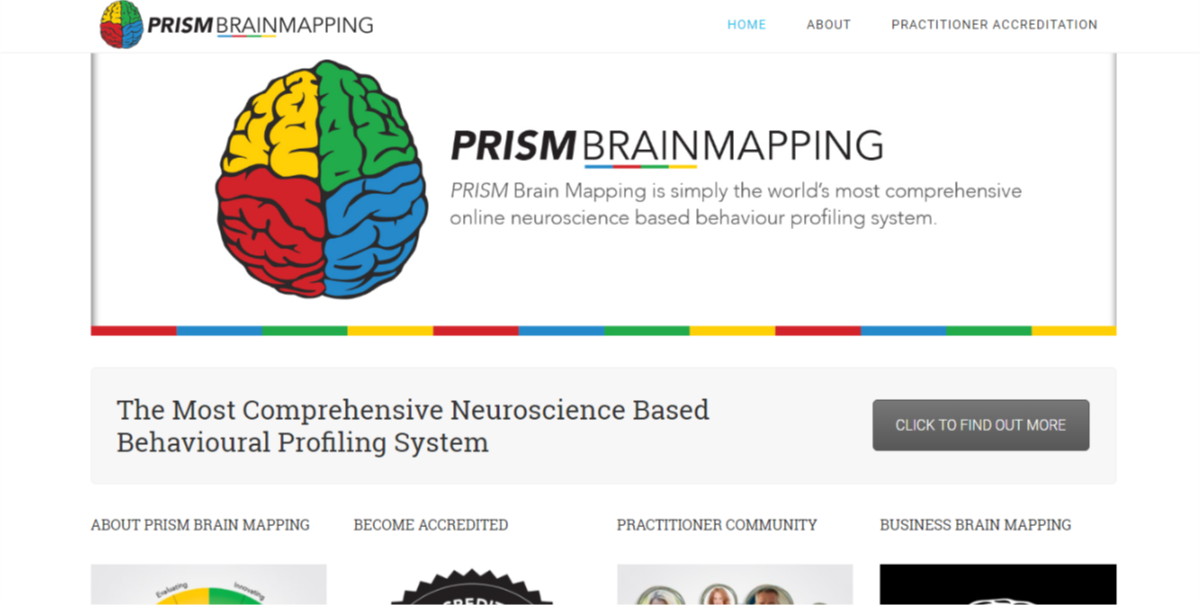 PRISM BRAINMAPPING
HOME
ABOUT
PRACTITIONER ACCREDITATION
PRISM BRAINMAPPING
PRISM Brain Mapping is simply the world's most comprehensive
online neuroscience based behaviour profiling system.
The Most Comprehensive Neuroscience Based
Behavioural Profiling System
CLICK TO FIND OUT MORE
ABOUT PRISM BRAIN MAPPING
BECOME ACCREDITED
PRACTITIONER COMMUNITY
BUSINESS BRAIN MAPPING
Evaluating
Innovating